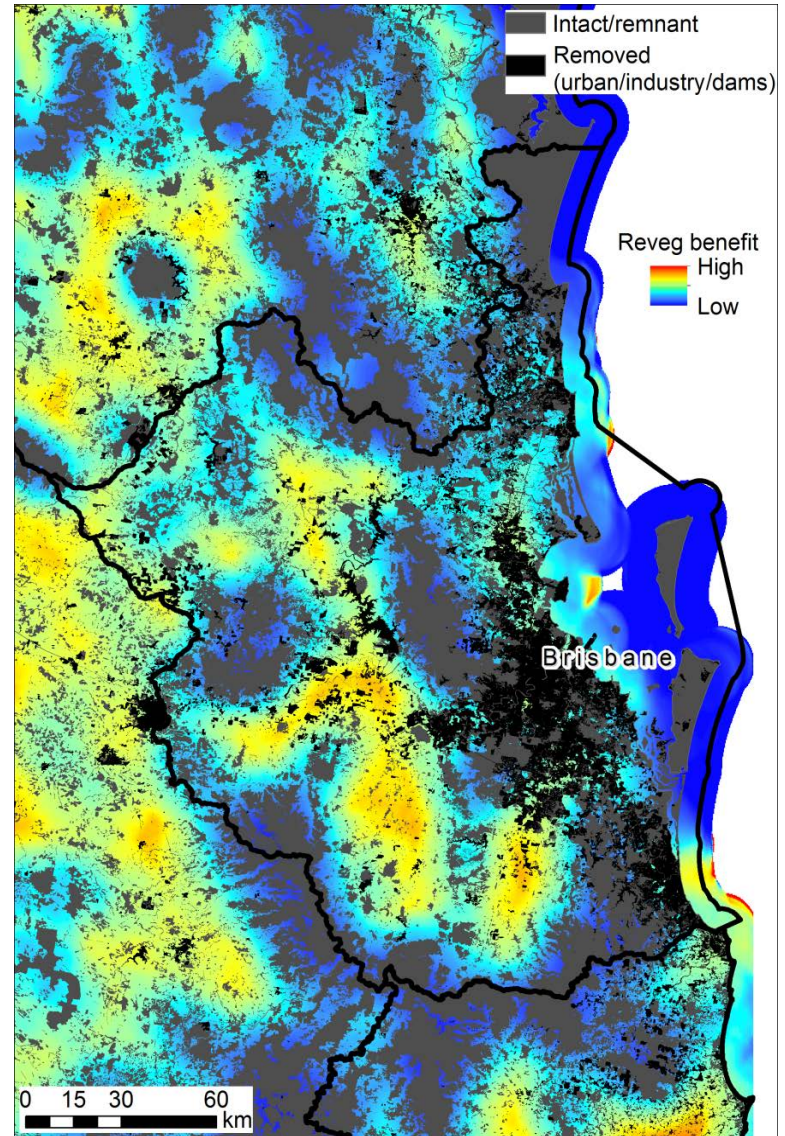 Intact/remnant
Removed
(urban/industry/dams)
Reveg benefit
High
Low
Brisbane
0 15 30 60
km